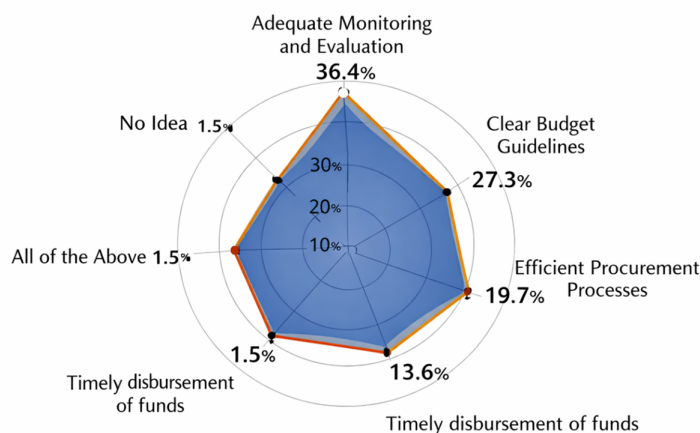 Adequate Monitoring
and Evaluation
36.4%
No Idea 1.5%
Clear Budget
Guidelines
27.3%
30%
20%
10%
All of the Above 1.5%
Efficient Procurement
Processes
19.7%
1.5%
13.6%
Timely disbursement
of funds
Timely disbursement of funds